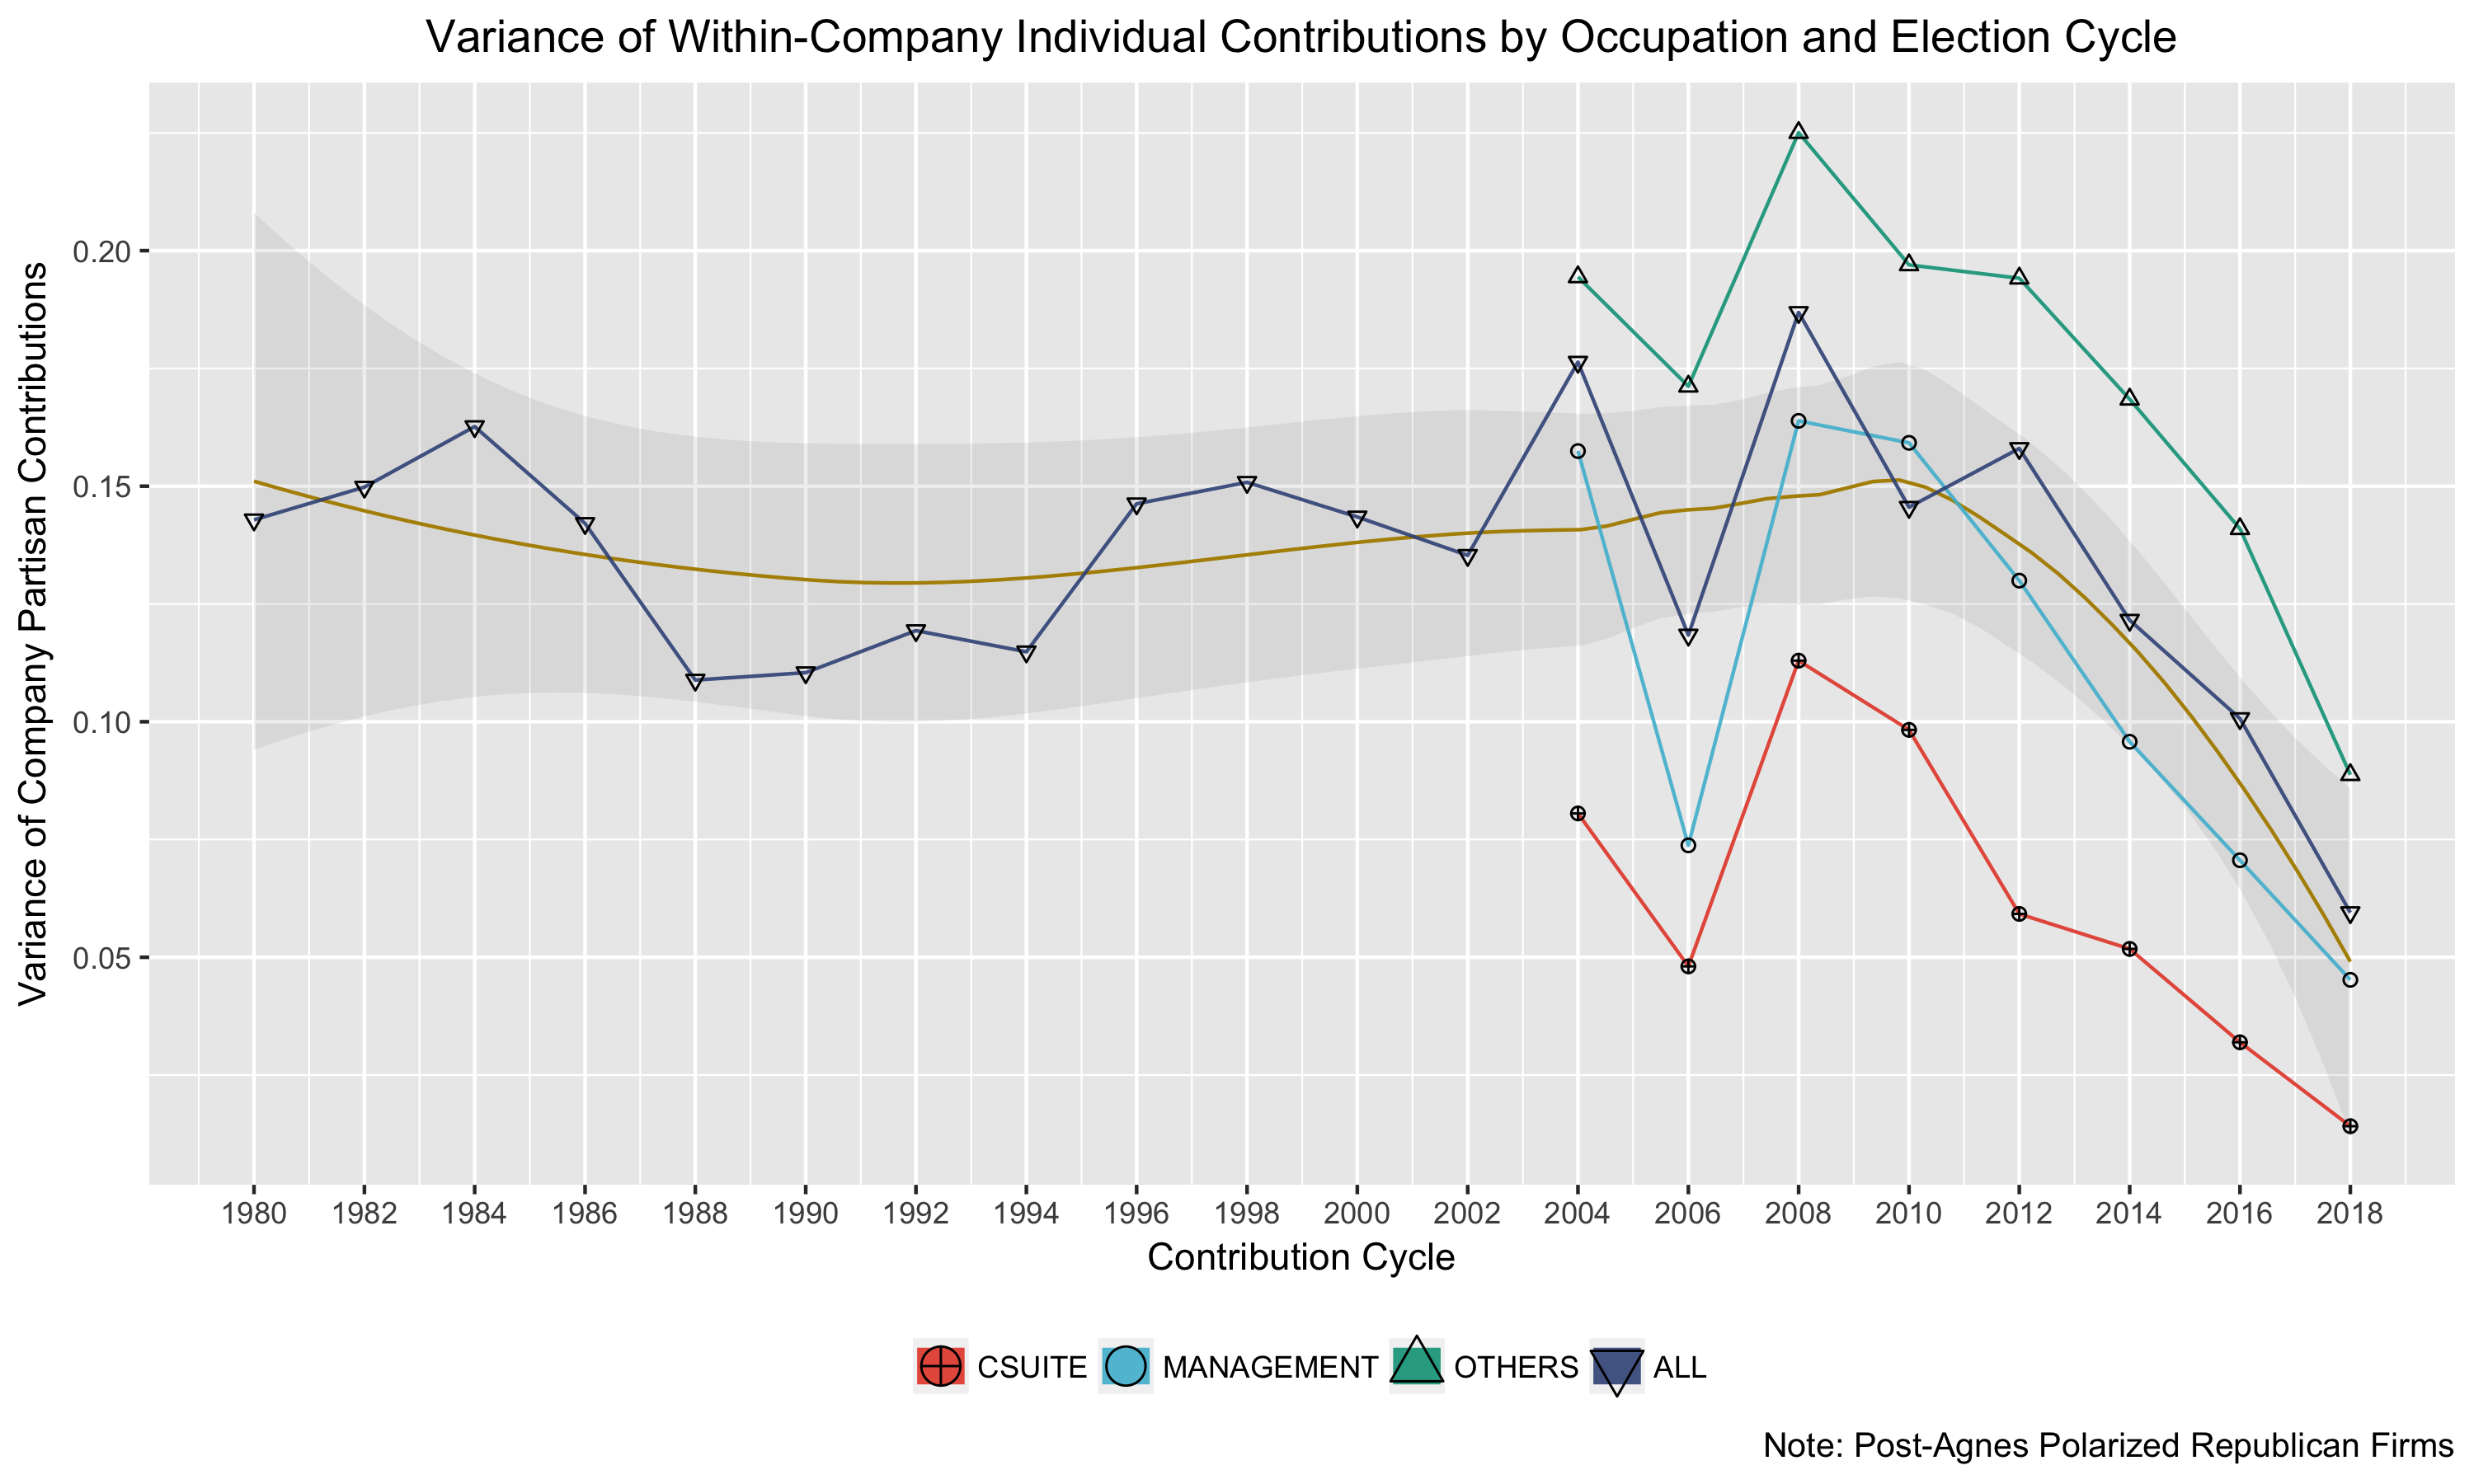 Variance of Within-Company Individual Contributions by Occupation and Election Cycle
Variance of Company Partisan Contributions
0.20
0.15
0.10
0.05
1980 1982 1984 1986 1988 1990 1992 1994 1996 1998 2000 2002 2004 2006 2008 2010 2012 2014 2016 2018
Contribution Cycle
CSUITE MANAGEMENT OTHERS ALL
Note: Post-Agnes Polarized Republican Firms